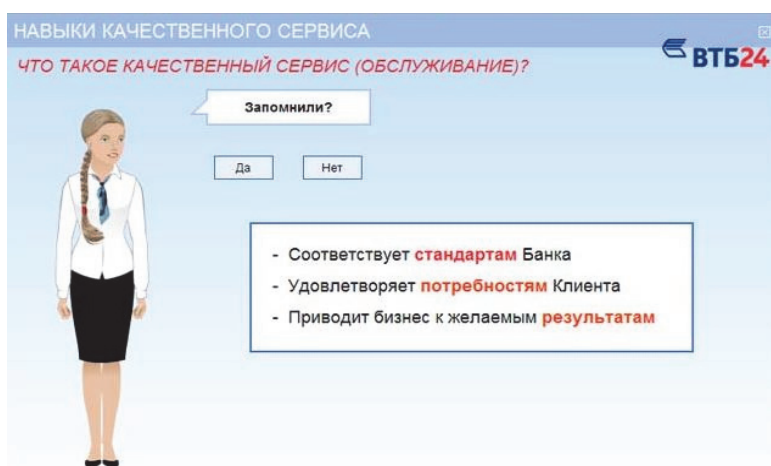 НАВЫКИ КАЧЕСТВЕННОГО СЕРВИСА
ВТБ24
ЧТО ТАКОЕ КАЧЕСТВЕННЫЙ СЕРВИС (ОБСЛУЖИВАНИЕ)?
Запомнили?
Да Нет
- Соответствует стандартам Банка
- Удовлетворяет потребностям Клиента
- Приводит бизнес к желаемым результатам